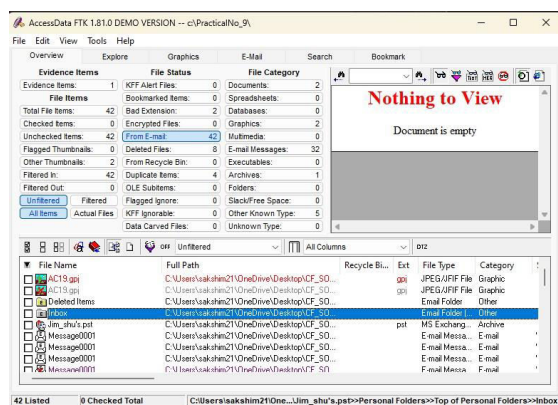 AccessData FTK 1.81.0 DEMO VERSION -- c:\PracticalNo_9\
File Edit View Tools Help
Overview Explore Graphics E-Mail Search Bookmark
Evidence Items File Status File Category
Evidence Items: 1 KFF Alert Files: 0 Documents: 2
File Items Bookmarked Items: 0 Spreadsheets: 0
Total File Items: 42 Bad Extension: 2 Databases: 0
Checked Items: 0 Encrypted Files: 0 Graphics: 2
Unchecked Items: 42 From E-mail: 42 Multimedia: 0
Flagged Thumbnails: 0 Deleted Files: 8 E-mail Messages: 32
Other Thumbnails: 2 From Recycle Bin: 0 Executables: 0
Filtered In: 42 Duplicate Items: 4 Archives: 1
Filtered Out: 0 OLE Subitems: 0 Folders: 0
Unfiltered Filtered Flagged Ignore: 0 Slack/Free Space: 0
All Items Actual Files KFF Ignorable: 0 Other Known Type: 5
Data Carved Files: 0 Unknown Type: 0
Nothing to View
Document is empty
OFF Unfiltered All Columns DTZ
File Name Full Path Recycle Bi... Ext File Type Category
AC19.gpj C:\Users\sakshim21\OneDrive\Desktop\CF_SO... gpj JPEG/JFIF File Graphic
AC19.gpj C:\Users\sakshim21\OneDrive\Desktop\CF_SO... gpj JPEG/JFIF File Graphic
Deleted Items C:\Users\sakshim21\OneDrive\Desktop\CF_SO... Email Folder Other
Inbox C:\Users\sakshim21\OneDrive\Desktop\CF_SO... Email Folder (... Other
Jim_shu's.pst C:\Users\sakshim21\OneDrive\Desktop\CF_SO... pst MS Exchang... Archive
Message0001 C:\Users\sakshim21\OneDrive\Desktop\CF_SO... Email Messa... E-mail
Message0001 C:\Users\sakshim21\OneDrive\Desktop\CF_SO... Email Messa... E-mail
42 Listed 0 Checked Total C:\Users\sakshim21\One...\Jim_shu's.pst>>Personal Folders>>Top of Personal Folders>>Inbox